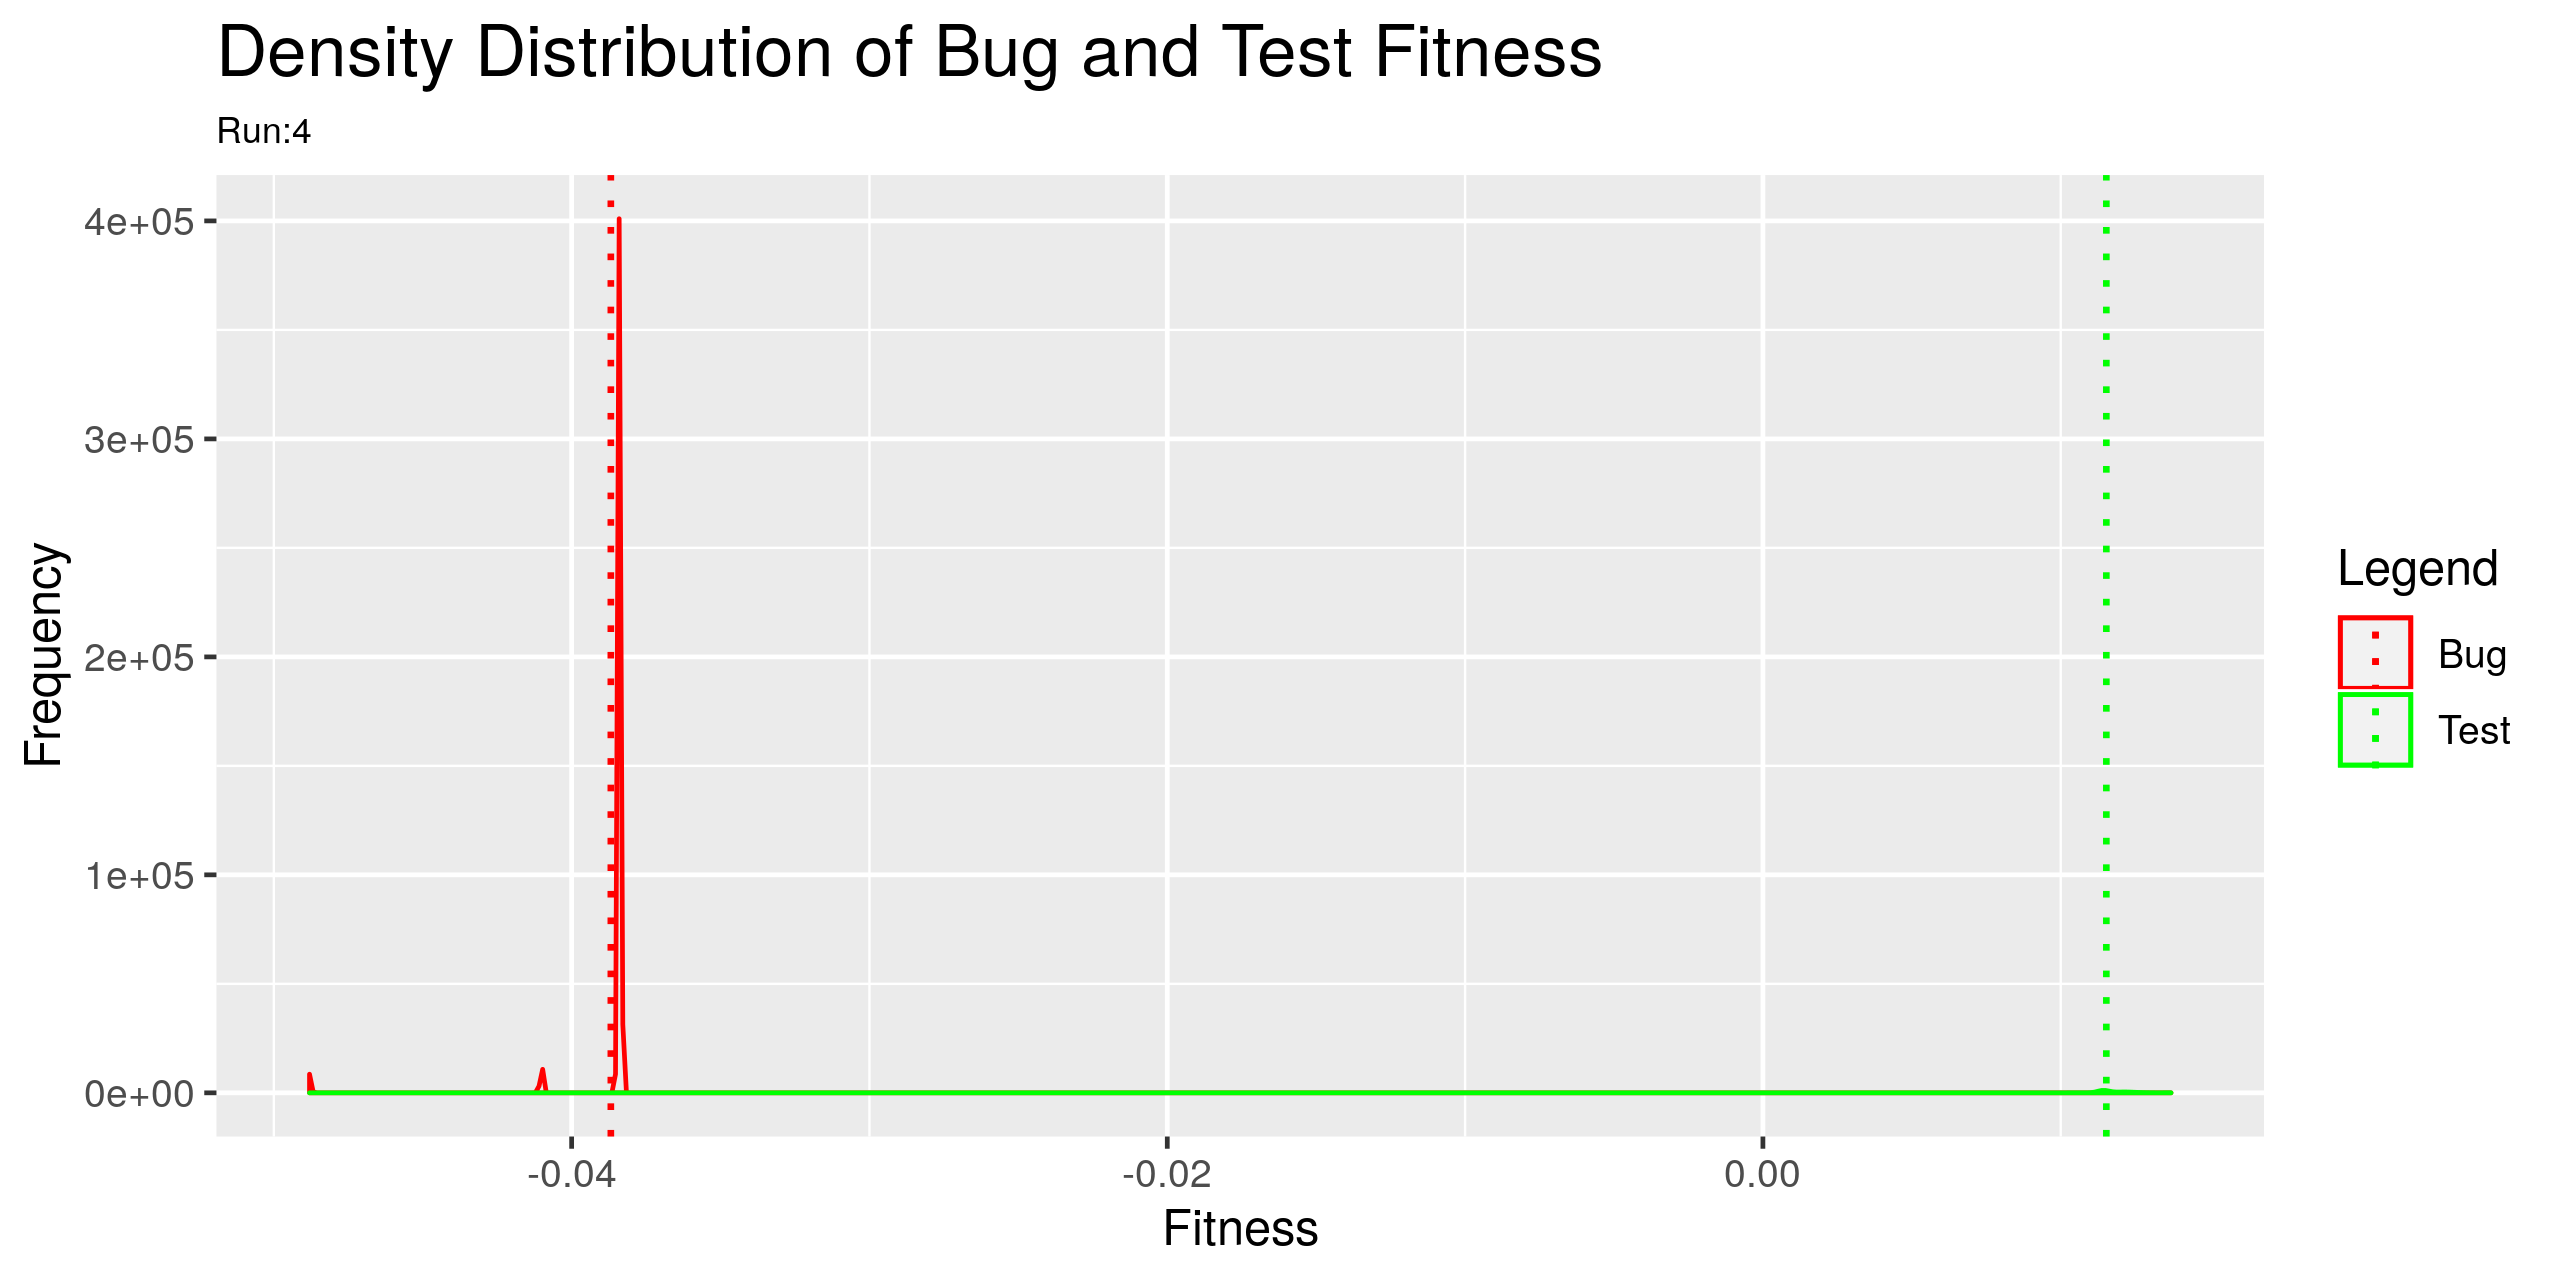 Density Distribution of Bug and Test Fitness
Run:4
4e+05
3e+05
2e+05
1e+05
0e+00
Frequency
-0.04
-0.02
0.00
Fitness
Legend
Bug
Test